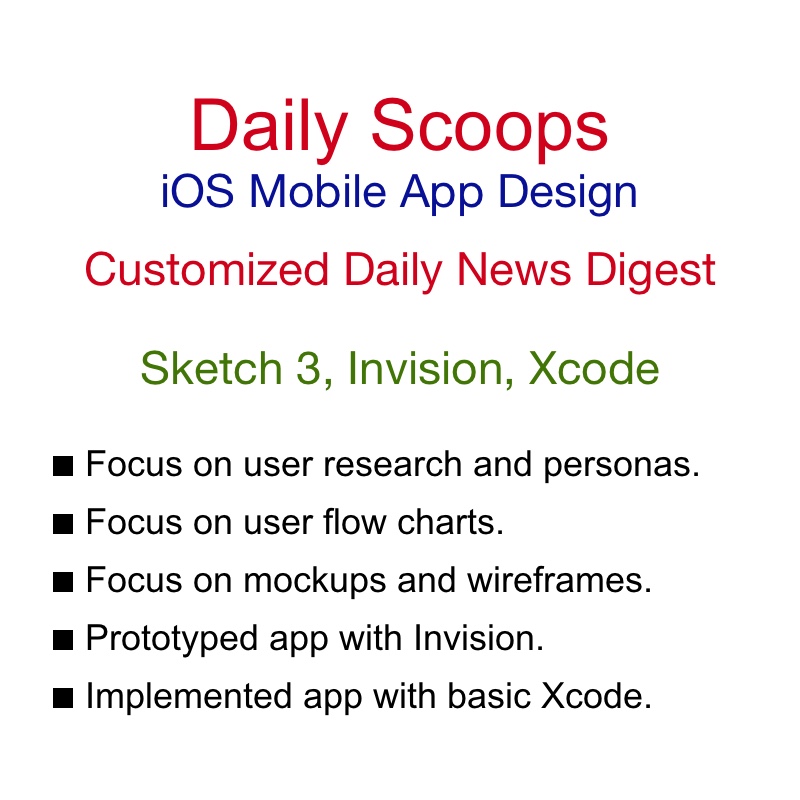 Daily Scoops
iOS Mobile App Design
Customized Daily News Digest
Sketch 3, Invision, Xcode
■ Focus on user research and personas.
■ Focus on user flow charts.
■ Focus on mockups and wireframes.
■ Prototyped app with Invision.
■ Implemented app with basic Xcode.